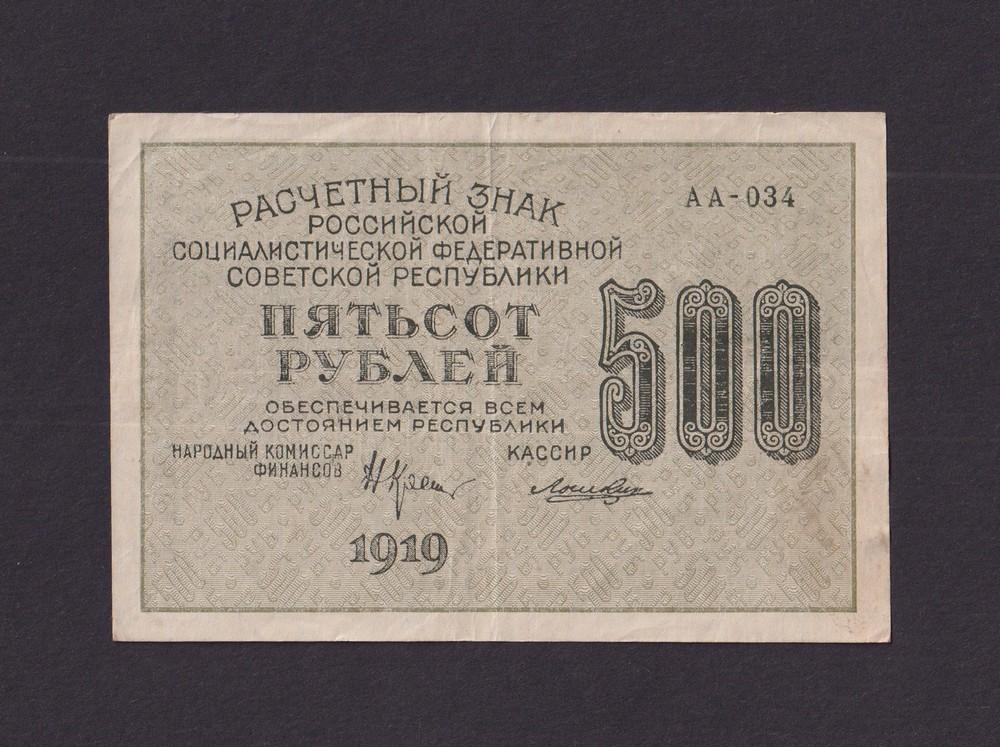 РАСЧЕТНЫЙ ЗНАК
РОССИЙСКОЙ
СОЦИАЛИСТИЧЕСКОЙ ФЕДЕРАТИВНОЙ
СОВЕТСКОЙ РЕСПУБЛИКИ
АА-034
ПЯТЬСОТ
РУБЛЕЙ
500
ОБЕСПЕЧИВАЕТСЯ ВСЕМ
ДОСТОЯНИЕМ РЕСПУБЛИКИ
НАРОДНЫЙ КОМИССАР
ФИНАНСОВ
КАССИР
1919